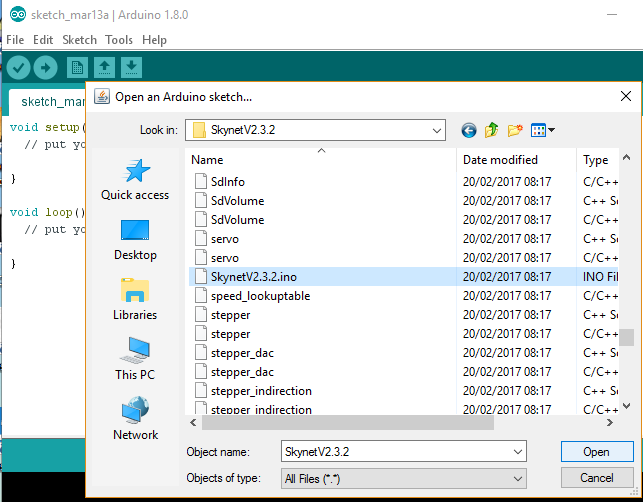 sketch_mar13a | Arduino 1.8.0
File Edit Sketch Tools Help
sketch_mar
Open an Arduino sketch...
void setup(
// put yo
}
void loop()
// put yo
}
Look in: SkynetV2.3.2
Quick access
Desktop
Libraries
This PC
Network
Name Date modified Type
SdInfo 20/02/2017 08:17 C/C++
SdVolume 20/02/2017 08:17 C++ So
SdVolume 20/02/2017 08:17 C/C++
servo 20/02/2017 08:17 C++ So
servo 20/02/2017 08:17 C/C++
SkynetV2.3.2.ino 20/02/2017 08:17 INO Fil
speed_lookuptable 20/02/2017 08:17 C/C++
stepper 20/02/2017 08:17 C++ So
stepper 20/02/2017 08:17 C/C++
stepper_dac 20/02/2017 08:17 C++ So
stepper_dac 20/02/2017 08:17 C/C++
stepper_indirection 20/02/2017 08:17 C++ So
stepper_indirection 20/02/2017 08:17 C/C++
Object name: SkynetV2.3.2 Open
Objects of type: All Files (*.*) Cancel